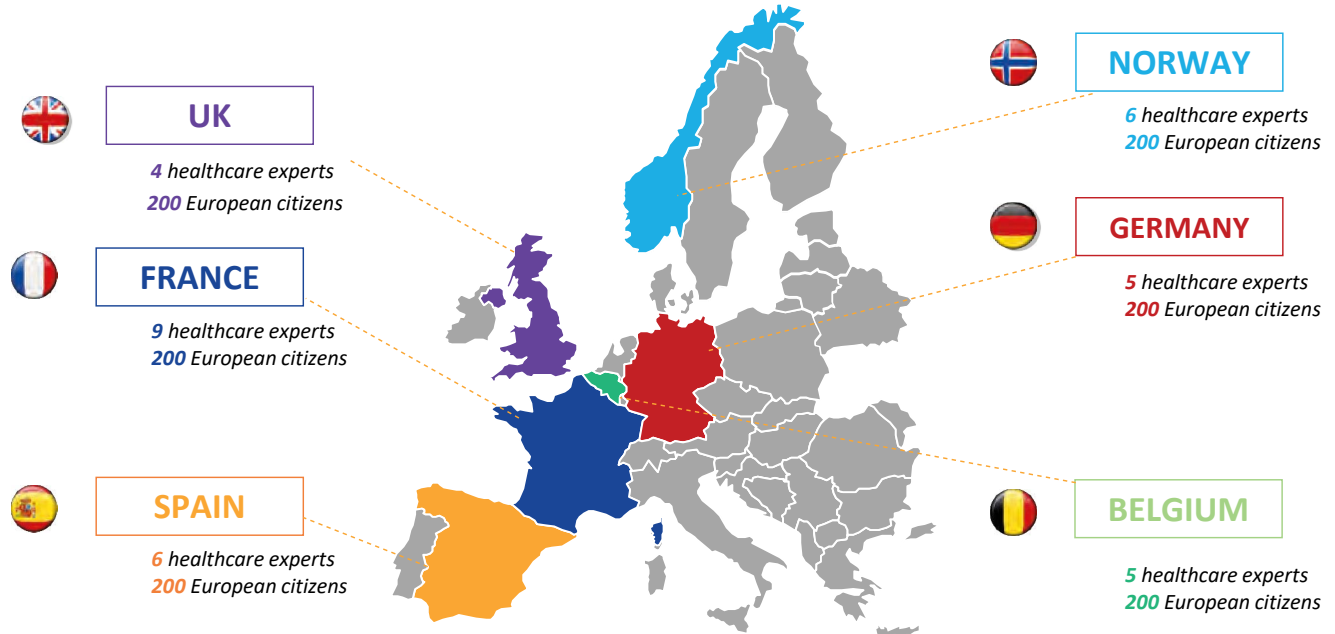 UK
4 healthcare experts
200 European citizens
FRANCE
9 healthcare experts
200 European citizens
SPAIN
6 healthcare experts
200 European citizens
NORWAY
6 healthcare experts
200 European citizens
GERMANY
5 healthcare experts
200 European citizens
BELGIUM
5 healthcare experts
200 European citizens